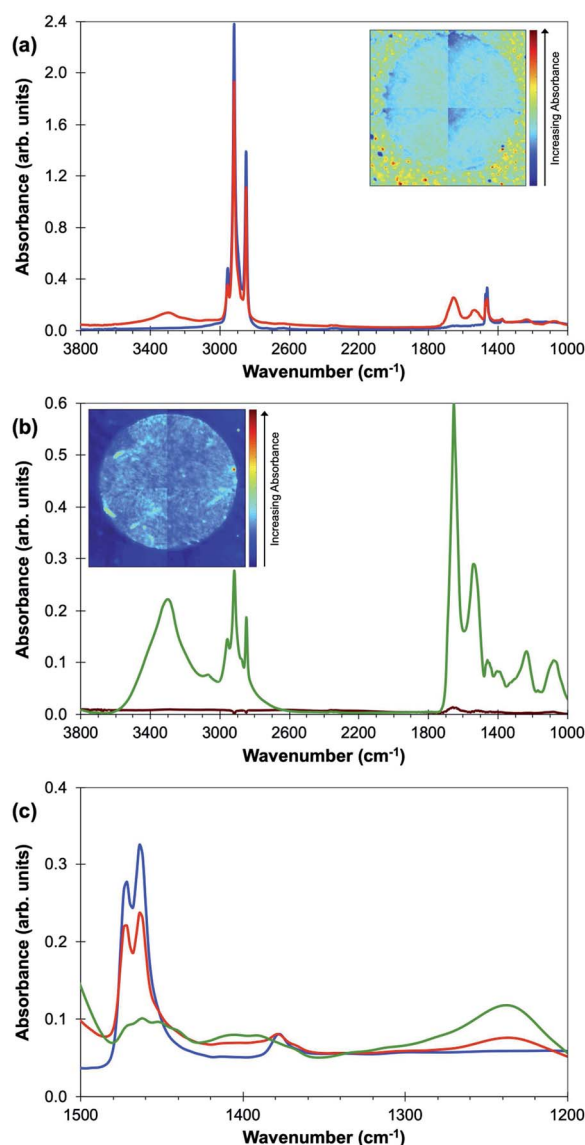 (a)
Absorbance (arb. units)
2.4
2.0
1.6
1.2
0.8
0.4
0.0
Increasing Absorbance
3800 3400 3000 2600 2200 1800 1400 1000
Wavenumber (cm⁻¹)
(b)
Absorbance (arb. units)
0.6
0.5
0.4
0.3
0.2
0.1
0.0
Increasing Absorbance
3800 3400 3000 2600 2200 1800 1400 1000
Wavenumber (cm⁻¹)
(c)
Absorbance (arb. units)
0.4
0.3
0.2
0.1
0.0
1500 1400 1300 1200
Wavenumber (cm⁻¹)